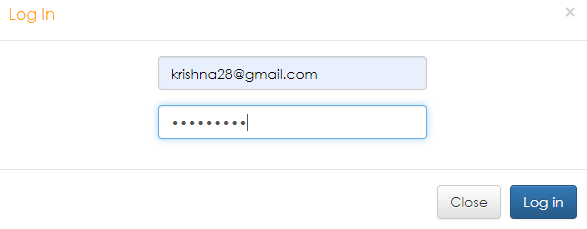 Log In
×
krishna28@gmail.com
•••••••••
Close
Log in